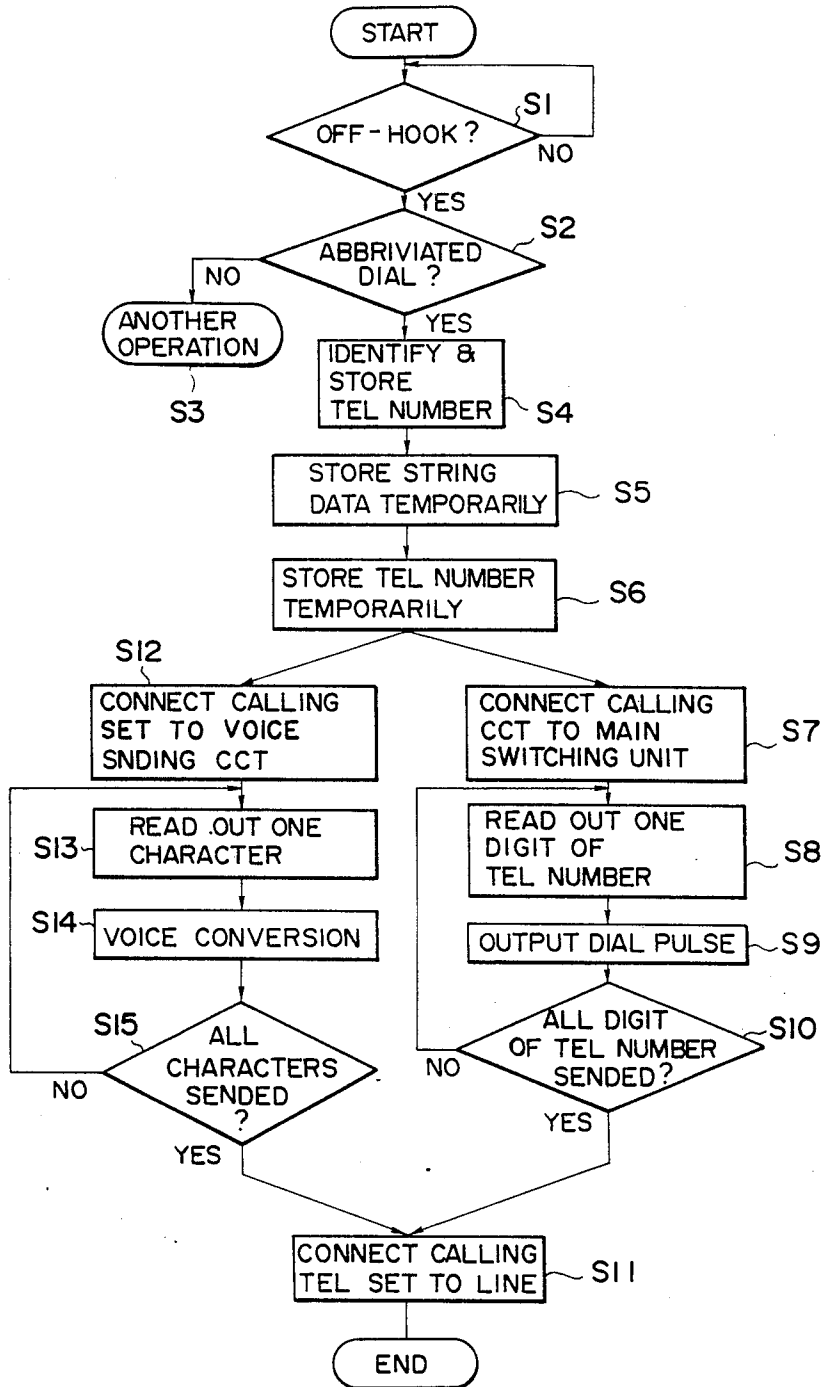 START
S1
OFF-HOOK?
NO
YES
S2
ABBRIVIATED
DIAL?
NO
YES
ANOTHER
OPERATION
S3
IDENTIFY &
STORE
TEL NUMBER
S4
STORE STRING
DATA TEMPORARILY
S5
STORE TEL NUMBER
TEMPORARILY
S6
S12
CONNECT CALLING
SET TO VOICE
SNDING CCT
CONNECT CALLING
CCT TO MAIN
SWITCHING UNIT
S7
S13
READ .OUT ONE
CHARACTER
READ OUT ONE
DIGIT OF
TEL NUMBER
S8
S14
VOICE CONVERSION
OUTPUT DIAL PULSE
S9
S15
ALL
CHARACTERS
SENDED
?
NO
YES
ALL DIGIT
OF TEL NUMBER
SENDED?
S10
NO
YES
CONNECT CALLING
TEL SET TO LINE
S11
END